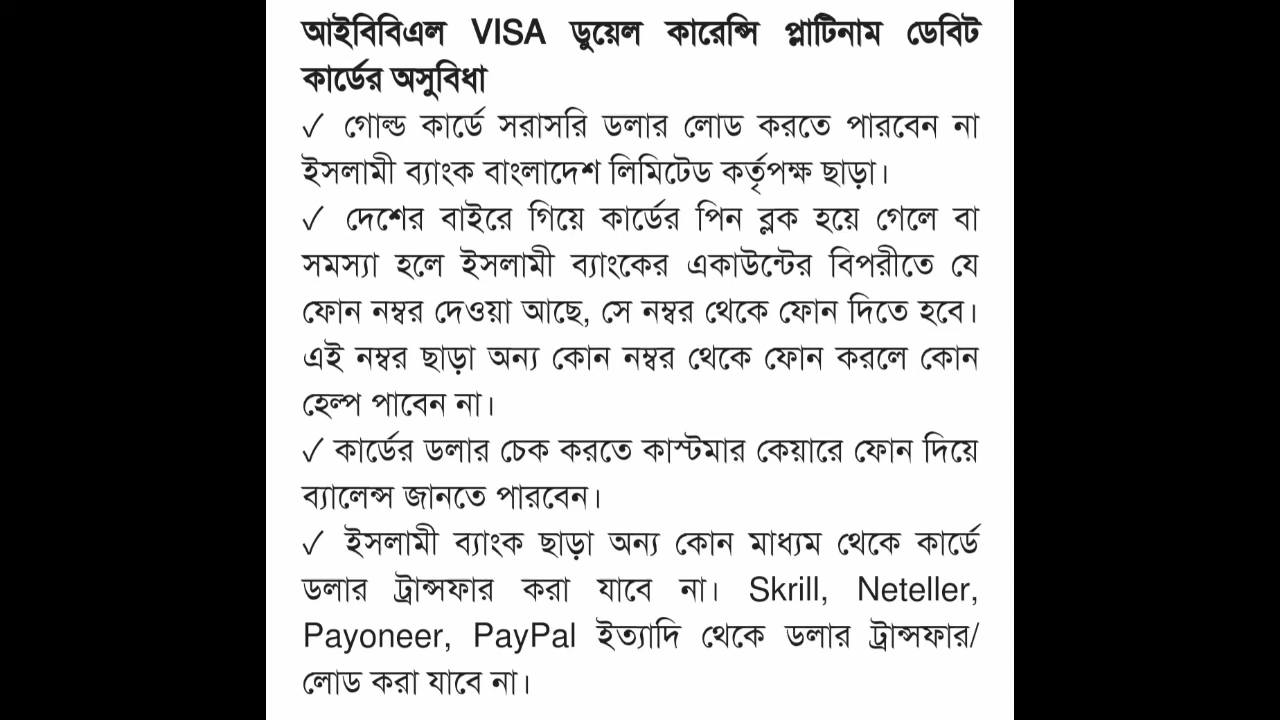 আইবিবিএল VISA ডুয়েল কারেন্সি প্লাটিনাম ডেবিট
কার্ডের অসুবিধা
✓ গোল্ড কার্ডে সরাসরি ডলার লোড করতে পারবেন না
ইসলামী ব্যাংক বাংলাদেশ লিমিটেড কর্তৃপক্ষ ছাড়া।
✓ দেশের বাইরে গিয়ে কার্ডের পিন ব্লক হয়ে গেলে বা
সমস্যা হলে ইসলামী ব্যাংকের একাউন্টের বিপরীতে যে
ফোন নম্বর দেওয়া আছে, সে নম্বর থেকে ফোন দিতে হবে।
এই নম্বর ছাড়া অন্য কোন নম্বর থেকে ফোন করলে কোন
হেল্প পাবেন না।
✓ কার্ডের ডলার চেক করতে কাস্টমার কেয়ারে ফোন দিয়ে
ব্যালেন্স জানতে পারবেন।
✓ ইসলামী ব্যাংক ছাড়া অন্য কোন মাধ্যম থেকে কার্ডে
ডলার ট্রান্সফার করা যাবে না। Skrill, Neteller,
Payoneer, PayPal ইত্যাদি থেকে ডলার ট্রান্সফার/
লোড করা যাবে না।